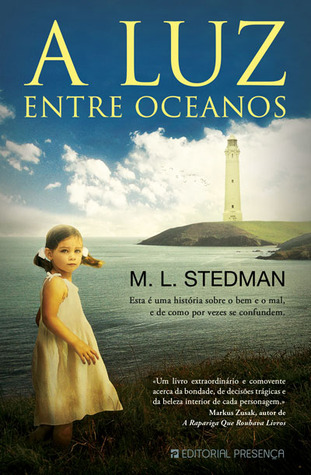 A LUZ
ENTRE OCEANOS
M. L. STEDMAN
Esta é uma história sobre o bem e o mal,
e de como por vezes se confundem.
«Um livro extraordinário e comovente
acerca da bondade, de decisões trágicas e
da beleza interior de cada personagem.»
Markus Zusak, autor de
A Rapariga Que Roubava Livros
EDITORIAL PRESENÇA